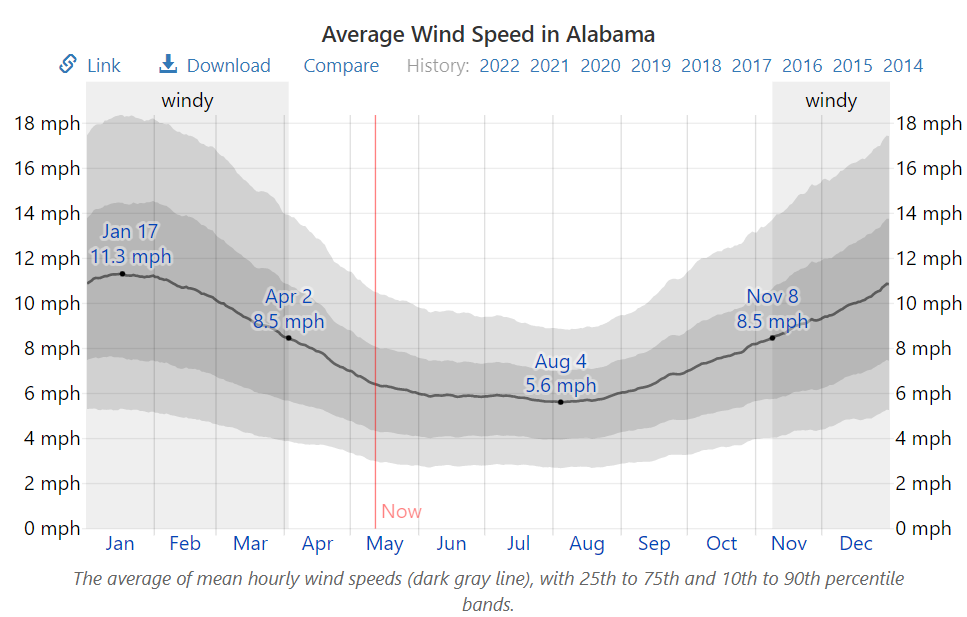 Average Wind Speed in Alabama
Link Download Compare History: 2022 2021 2020 2019 2018 2017 2016 2015 2014
windy windy
18 mph 18 mph
16 mph 16 mph
14 mph 14 mph
Jan 17
11.3 mph
12 mph 12 mph
Apr 2 Nov 8
10 mph 10 mph
8.5 mph 8.5 mph
8 mph 8 mph
Aug 4
5.6 mph
6 mph 6 mph
4 mph 4 mph
2 mph 2 mph
Now
0 mph 0 mph
Jan Feb Mar Apr May Jun Jul Aug Sep Oct Nov Dec
The average of mean hourly wind speeds (dark gray line), with 25th to 75th and 10th to 90th percentile
bands.